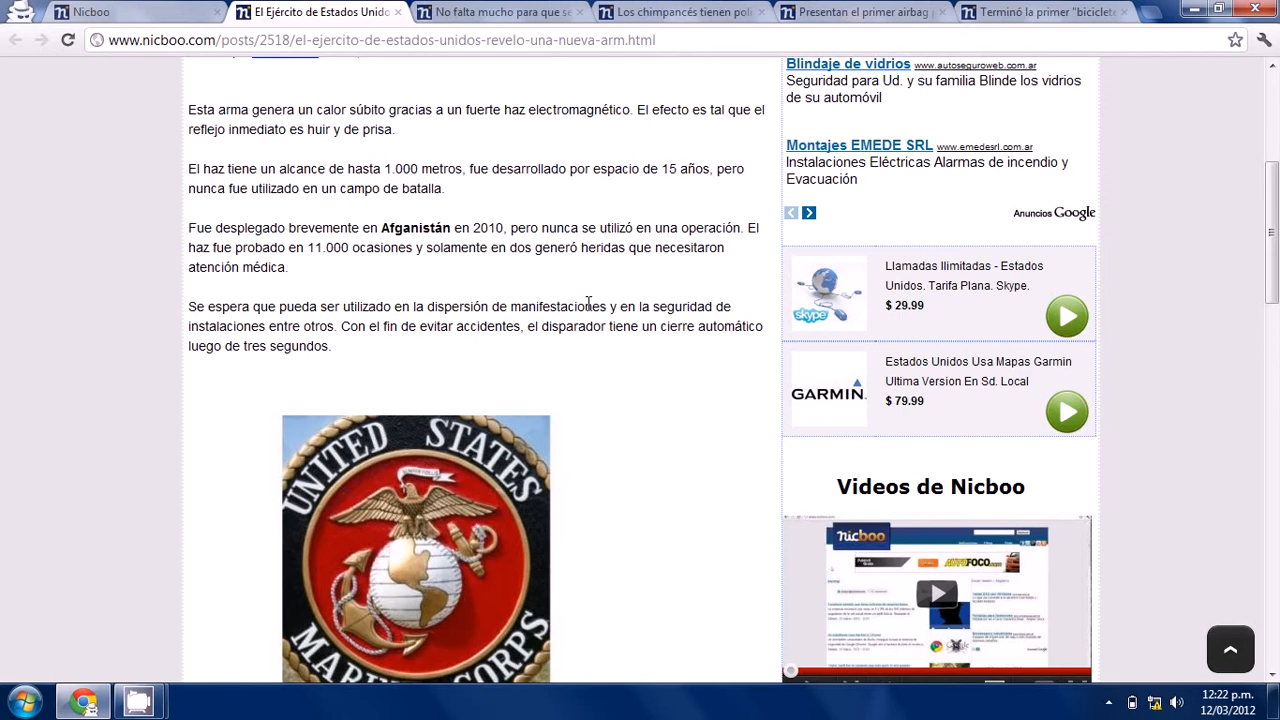 Nicboo
El Ejército de Estados Unido
No falta mucho para que se
Los chimpancés tienen poli
Presentan el primer airbag p
Terminó la primer "biciclete
www.nicboo.com/posts/2518/el-ejercito-de-estados-unidos-revelo-una-nueva-arm.html
Esta arma genera un calor súbito gracias a un fuerte haz electromagnético. El efecto es tal que el
reflejo inmediato es huir de prisa.
El haz tiene un alcance de hasta 1.000 metros, fue desarrollado por espacio de 15 años, pero
nunca fue utilizado en un campo de batalla.
Fue desplegado brevemente en Afganistán en 2010, pero nunca se utilizó en una operación. El
haz fue probado en 11.000 ocasiones y solamente en dos generó heridas que necesitaron
atención médica.
Se espera que pueda ser utilizado en la dispersión de manifestantes y en la seguridad de
instalaciones entre otros. Con el fin de evitar accidentes, el disparador tiene un cierre automático
luego de tres segundos.
UNITED STATES
Blindaje de vidrios www.autoseguroweb.com.ar
Seguridad para Ud. y su familia Blinde los vidrios
de su automóvil
Montajes EMEDE SRL www.emedesrl.com.ar
Instalaciones Eléctricas Alarmas de incendio y
Evacuación
Anuncios Google
Llamadas Ilimitadas - Estados
Unidos. Tarifa Plana. Skype.
$ 29.99
skype
Estados Unidos Usa Mapas Garmin
Ultima Version En Sd. Local
$ 79.99
GARMIN
Videos de Nicboo
nicboo
AUTOFOCO.com
12:22 p.m.
12/03/2012